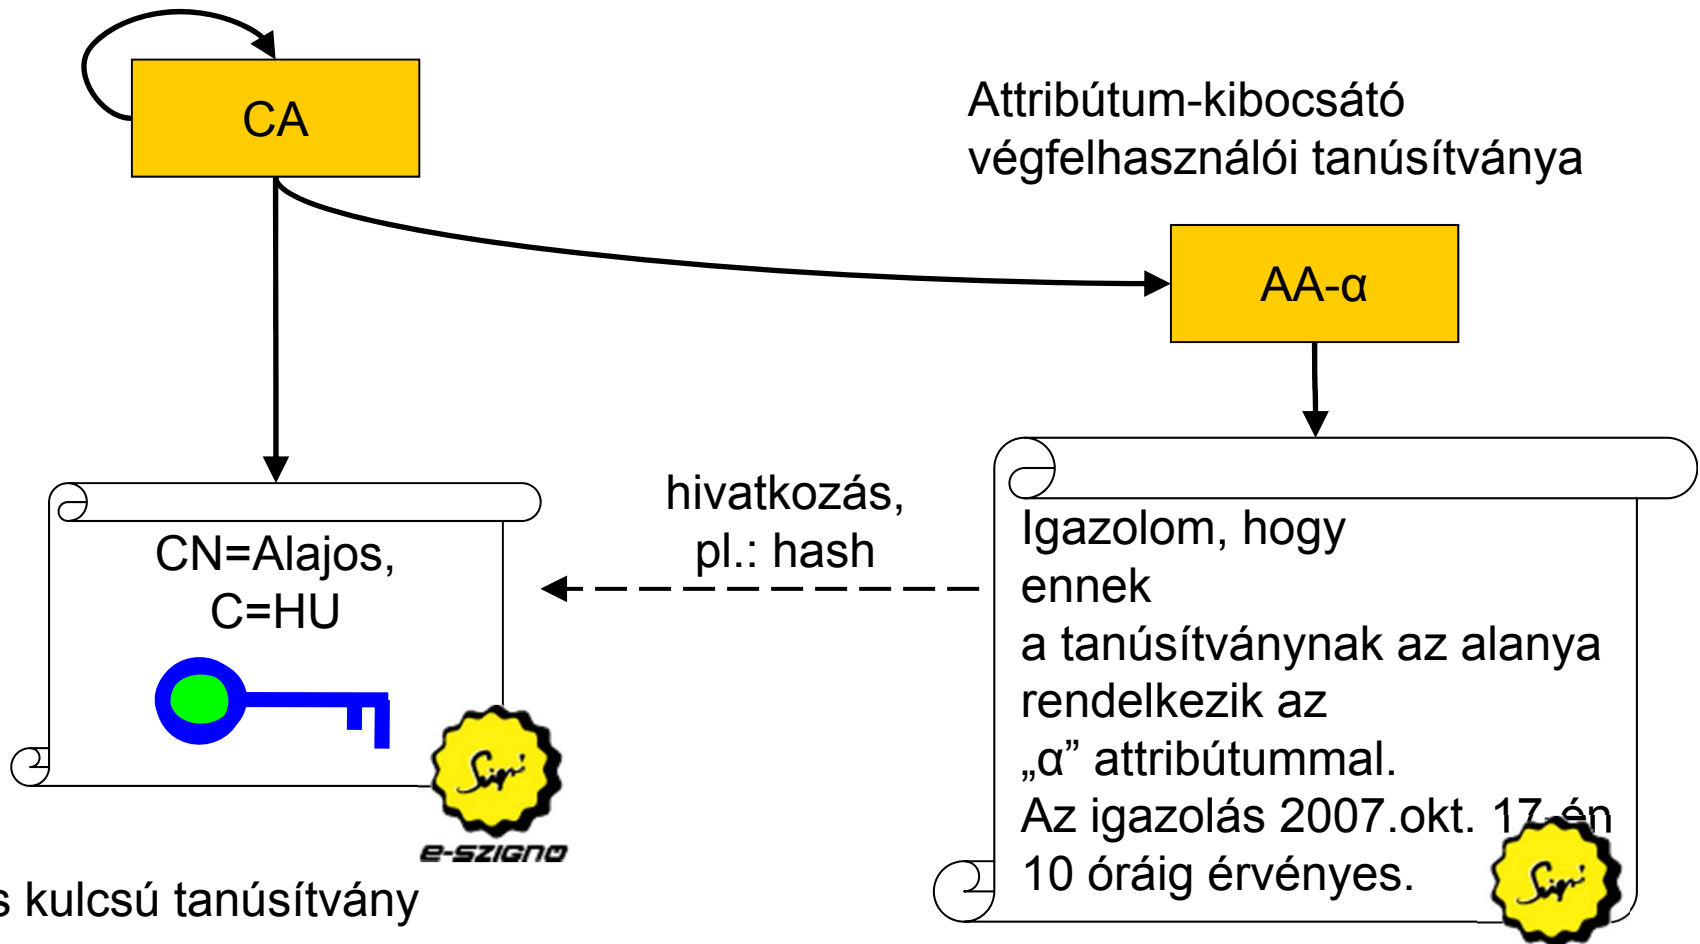 CA
Attribútum-kibocsátó
végfelhasználói tanúsítványa
AA-α
hivatkozás,
pl.: hash
CN=Alajos,
C=HU
e-szigno
s kulcsú tanúsítvány
Igazolom, hogy
ennek
a tanúsítványnak az alanya
rendelkezik az
„α” attribútummal.
Az igazolás 2007.okt. 17-én
10 óráig érvényes.